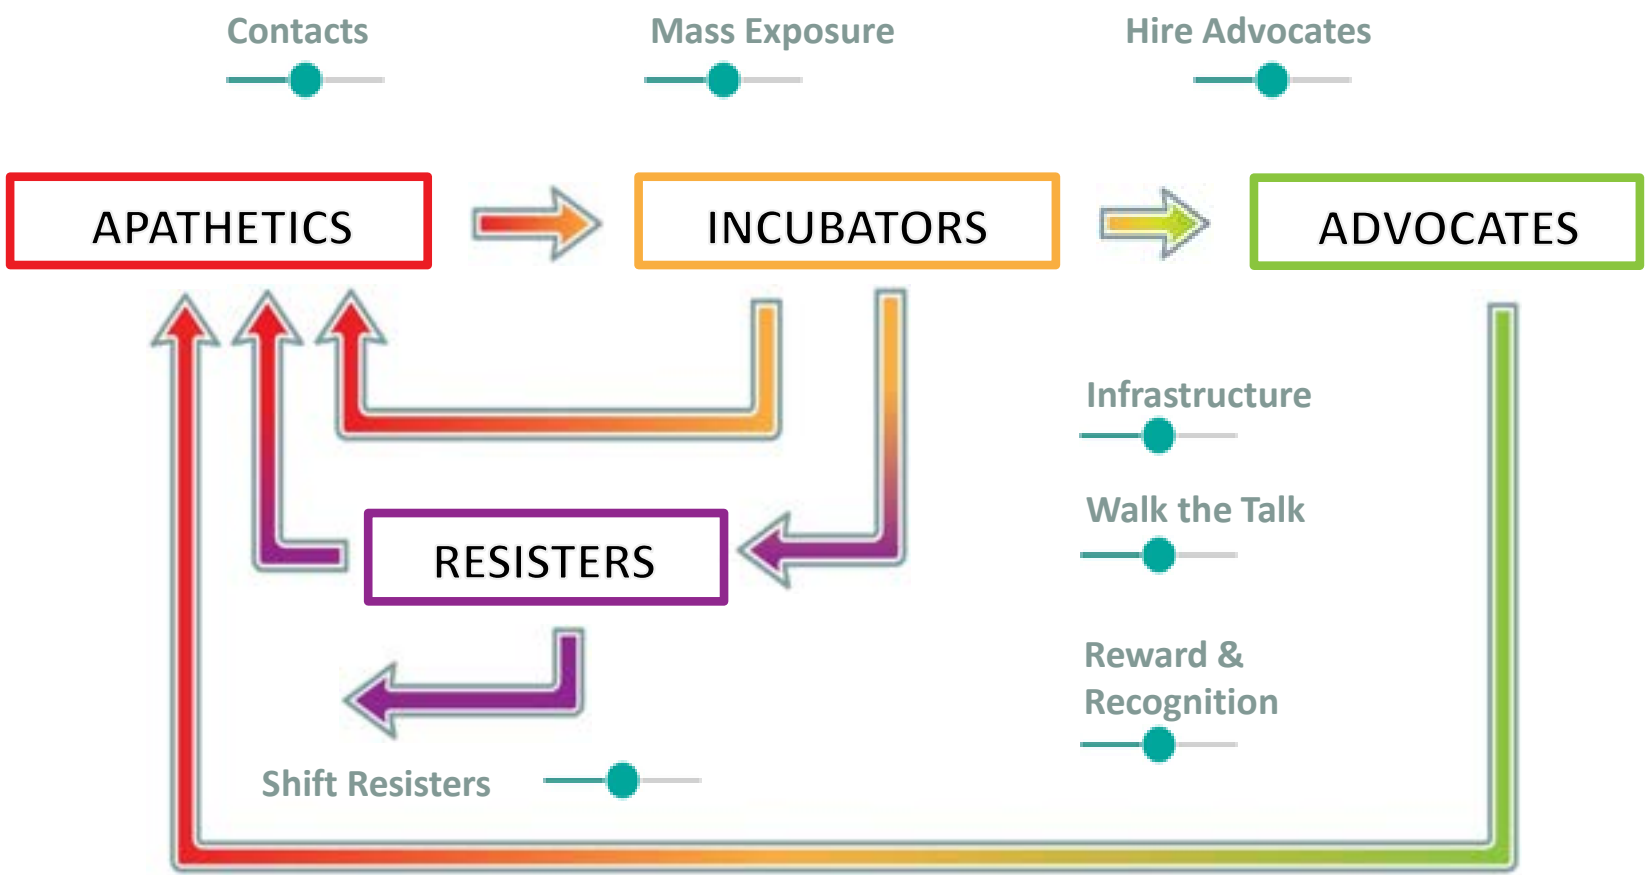 Contacts
Mass Exposure
Hire Advocates
APATHETICS
INCUBATORS
ADVOCATES
Infrastructure
Walk the Talk
RESISTERS
Reward &
Recognition
Shift Resisters